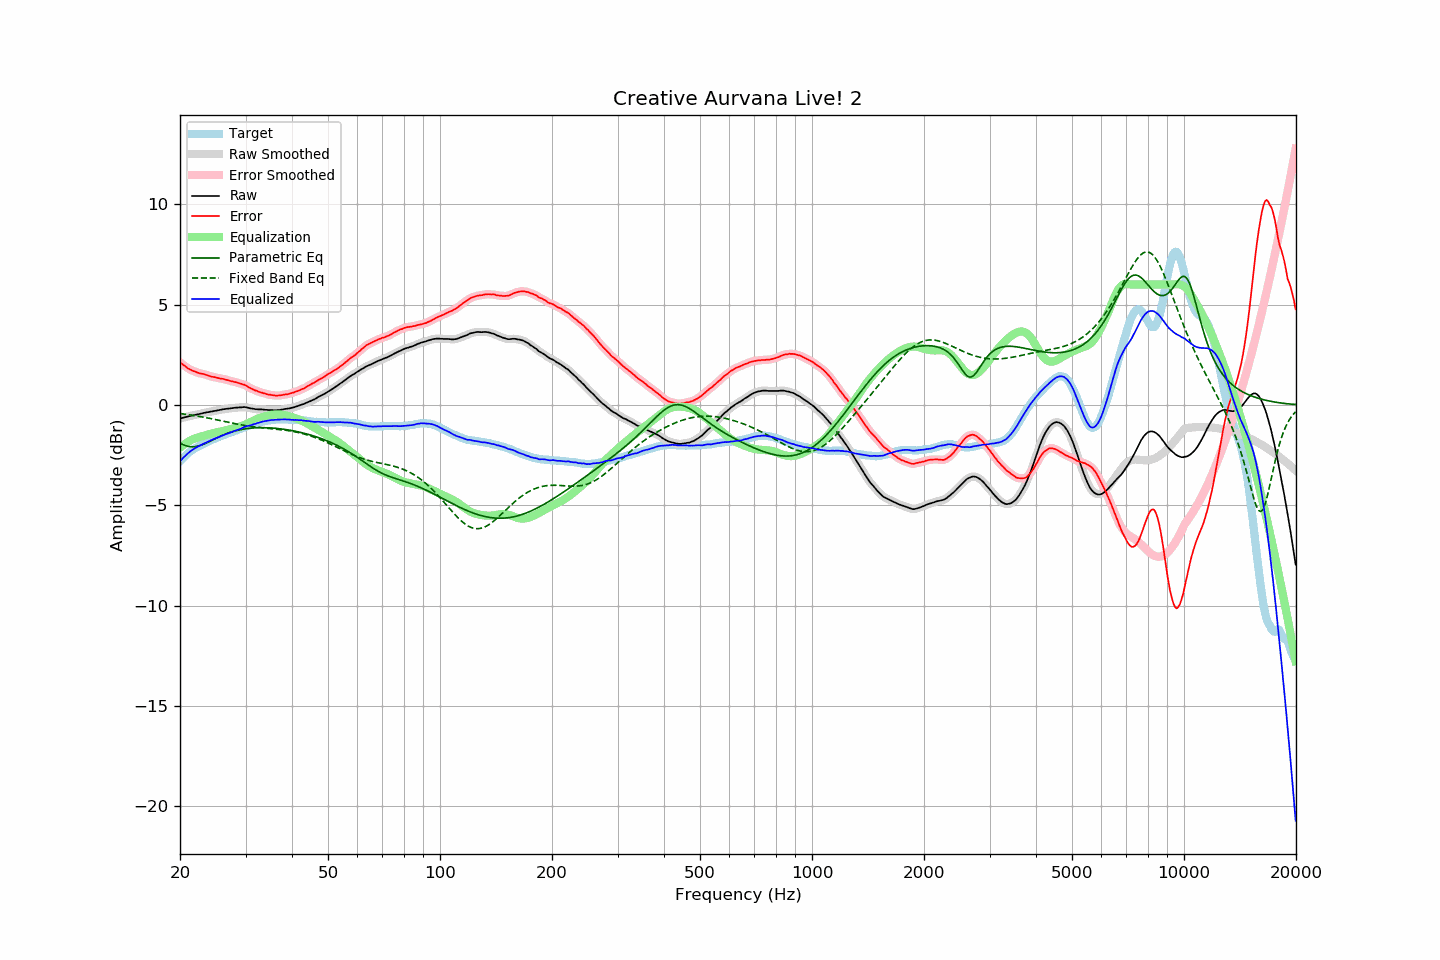 Creative Aurvana Live! 2
Target
Raw Smoothed
Error Smoothed
Raw
Error
Equalization
Parametric Eq
Fixed Band Eq
Equalized
10
5
0
−5
−10
−15
−20
Amplitude (dBr)
20
50
100
200
500
1000
2000
5000
10000
20000
Frequency (Hz)